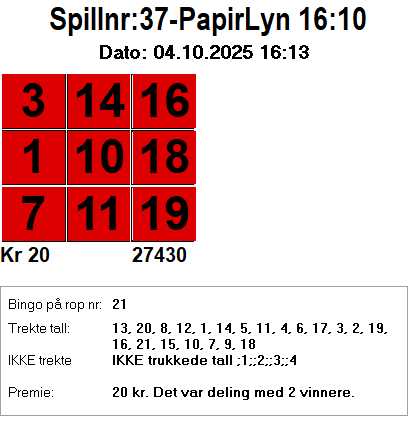 Spillnr:37-PapirLyn 16:10
Dato: 04.10.2025 16:13
3 14 16
1 10 18
7 11 19
Kr 20 27430
Bingo på rop nr: 21
Trekte tall: 13, 20, 8, 12, 1, 14, 5, 11, 4, 6, 17, 3, 2, 19,
16, 21, 15, 10, 7, 9, 18
IKKE trekte IKKE trukkede tall ;1;;2;;3;;4
Premie: 20 kr. Det var deling med 2 vinnere.